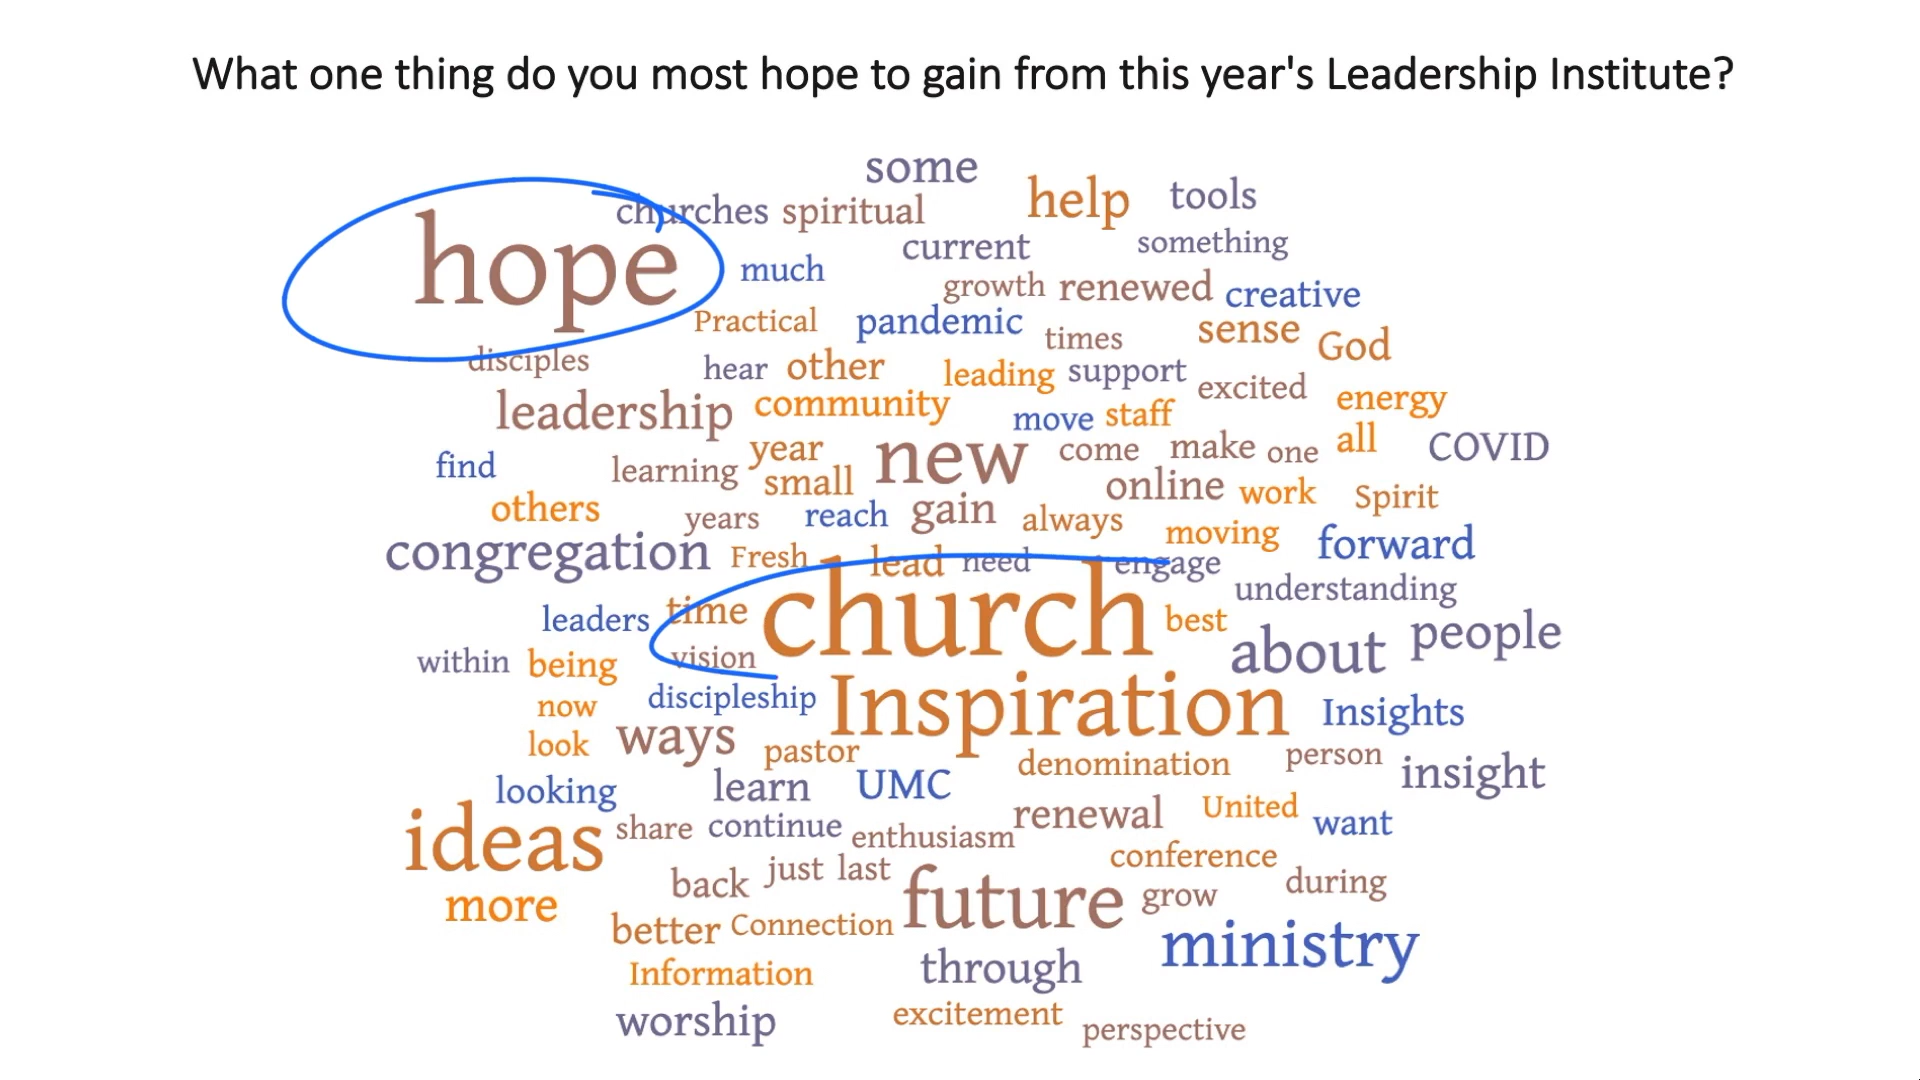 What one thing do you most hope to gain from this year's Leadership Institute?
some
help tools
churches spiritual
hope
current something
much
growth renewed creative
Practical pandemic times sense God
disciples hear other leading support excited energy
leadership community move staff
year new come make one all COVID
find learning small online work Spirit
others years reach gain always moving forward
congregation Fresh lead need engage
understanding
leaders time church best about people
within being vision
discipleship Inspiration Insights
now
look ways pastor denomination person insight
looking learn UMC renewal United want
ideas share continue enthusiasm
conference
back just last future grow during
more better Connection ministry
Information through
worship excitement perspective